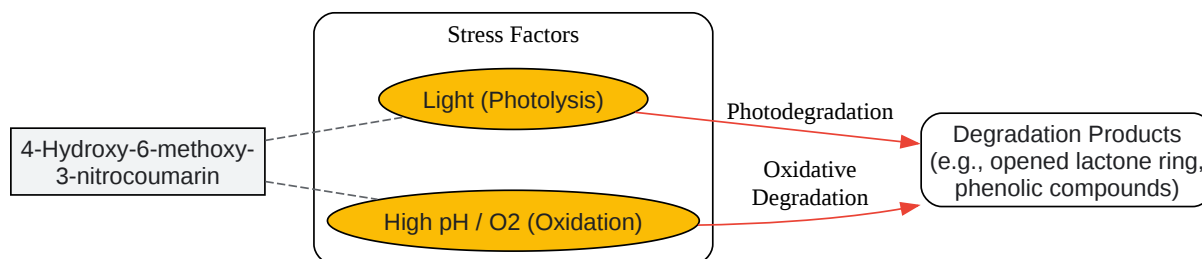 Stress Factors
4-Hydroxy-6-methoxy-
3-nitrocoumarin
Light (Photolysis)
High pH / O2 (Oxidation)
Photodegradation
Oxidative
Degradation
Degradation Products
(e.g., opened lactone ring,
phenolic compounds)